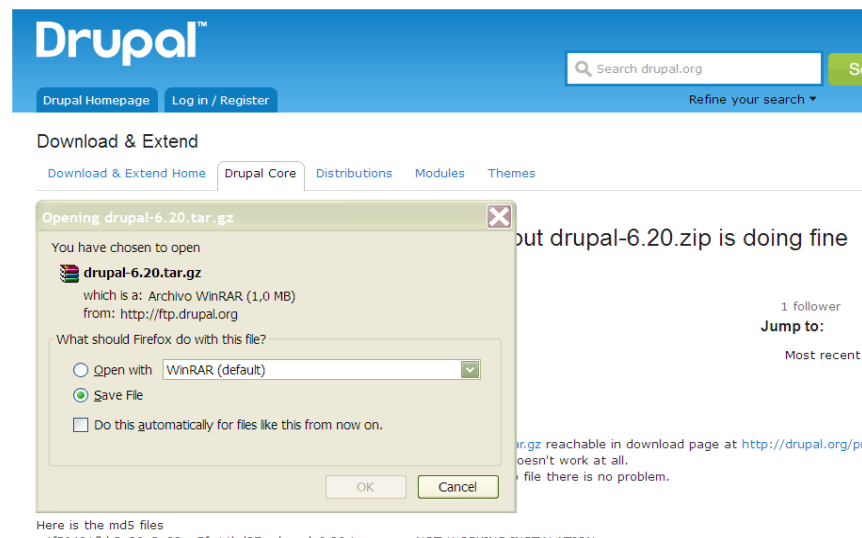 Drupal™
Search drupal.org
Drupal Homepage
Log in / Register
Refine your search ▾
Download & Extend
Download & Extend Home
Drupal Core
Distributions
Modules
Themes
Opening drupal-6.20.tar.gz
but drupal-6.20.zip is doing fine
You have chosen to open
drupal-6.20.tar.gz
which is a: Archivo WinRAR (1,0 MB)
from: http://ftp.drupal.org
1 follower
Jump to:
Most recent
What should Firefox do with this file?
Open with
WinRAR (default)
Save File
Do this automatically for files like this from now on.
reachable in download page at http://drupal.org/
doesn't work at all.
file there is no problem.
OK
Cancel
Here is the md5 files